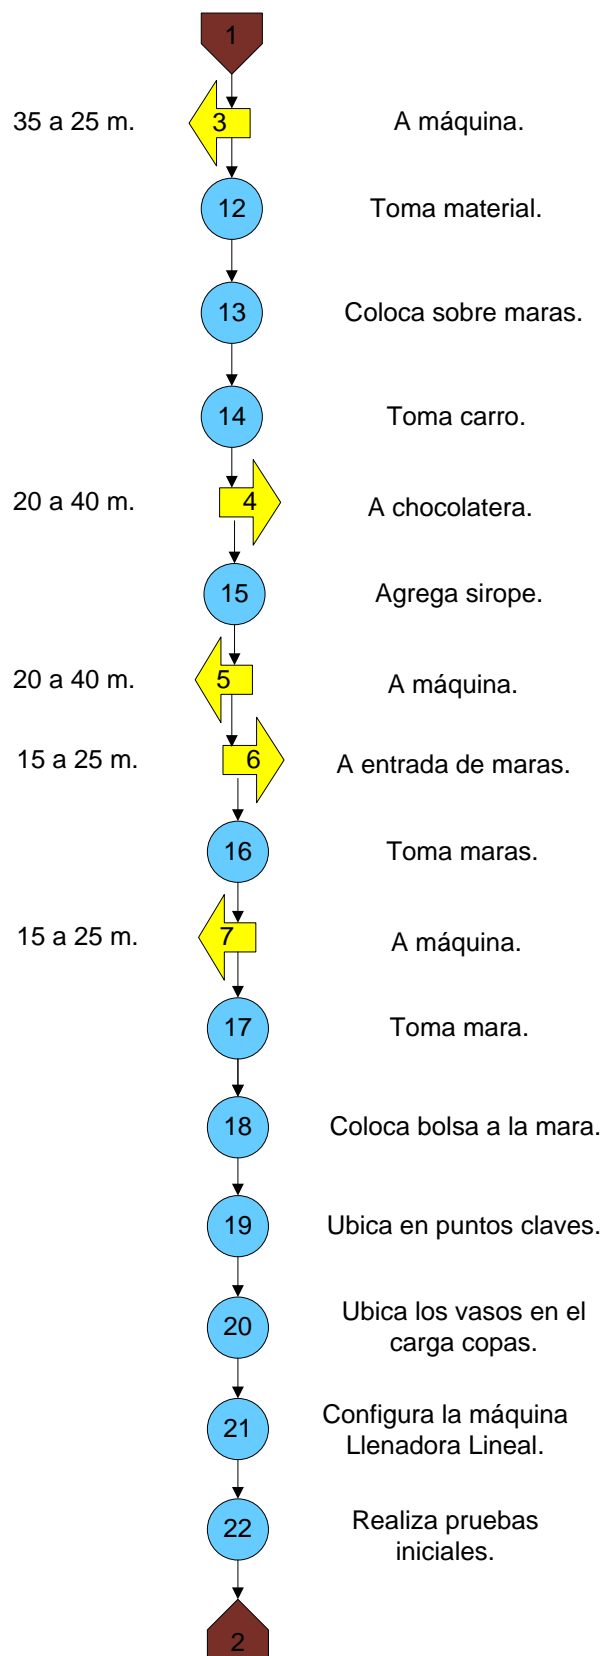 1
35 a 25 m.
3
A máquina.
12
Toma material.
13
Coloca sobre maras.
14
Toma carro.
20 a 40 m.
4
A chocolatera.
15
Agrega sirope.
20 a 40 m.
5
A máquina.
15 a 25 m.
6
A entrada de maras.
16
Toma maras.
15 a 25 m.
7
A máquina.
17
Toma mara.
18
Coloca bolsa a la mara.
19
Ubica en puntos claves.
20
Ubica los vasos en el
carga copas.
21
Configura la máquina
Llenadora Lineal.
22
Realiza pruebas
iniciales.
2